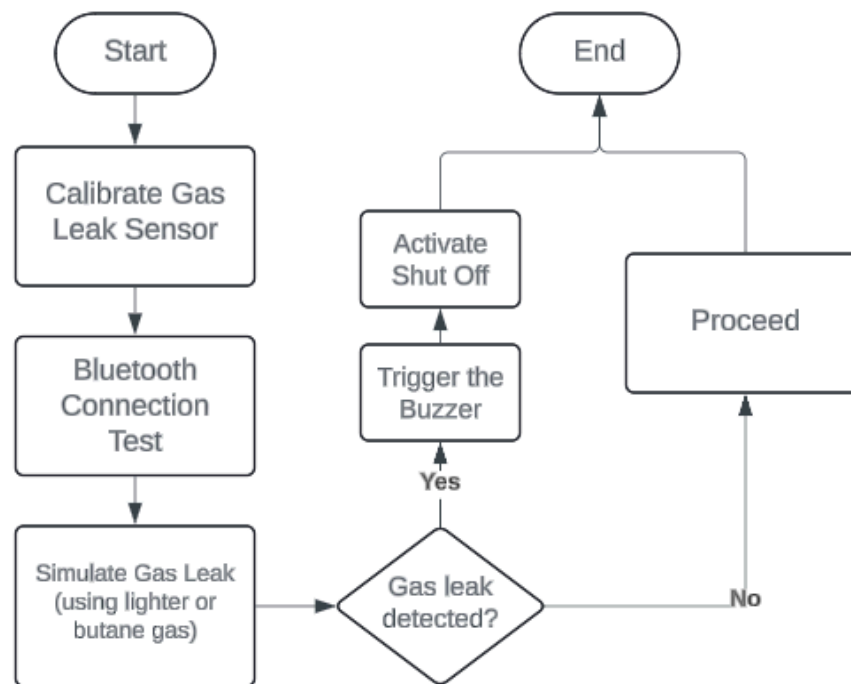 Start
Calibrate Gas
Leak Sensor
Bluetooth
Connection
Test
Simulate Gas Leak
(using lighter or
butane gas)
Gas leak
detected?
Yes
Trigger the
Buzzer
Activate
Shut Off
No
Proceed
End